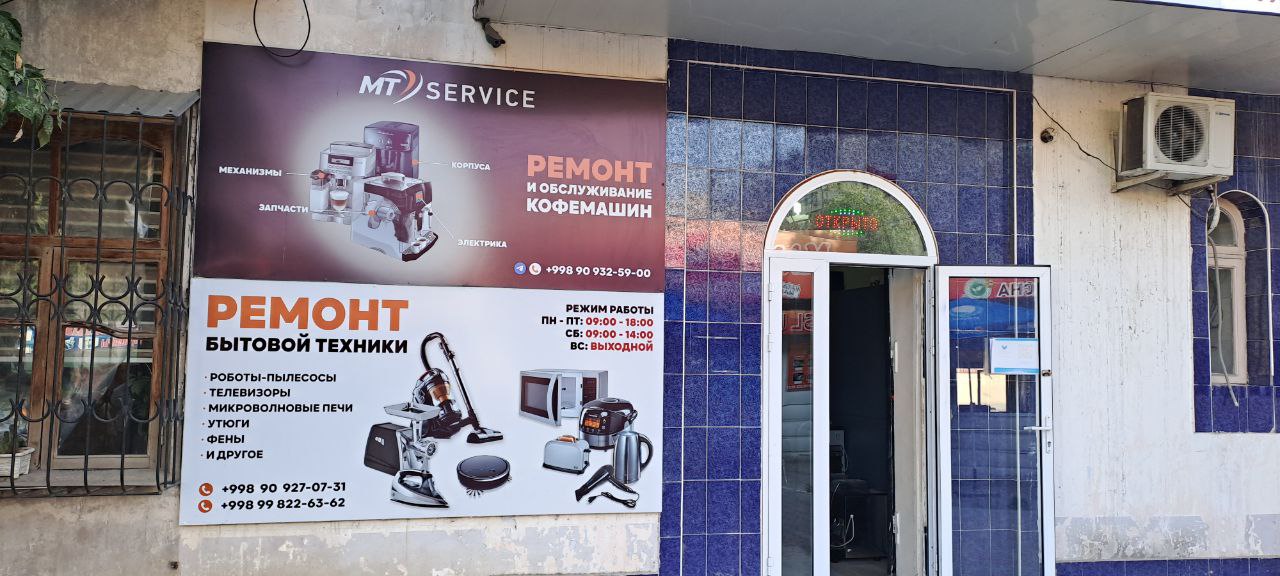 MT SERVICE
РЕМОНТ
И ОБСЛУЖИВАНИЕ
КОФЕМАШИН
МЕХАНИЗМЫ
КОРПУСА
ЗАПЧАСТИ
ЭЛЕКТРИКА
+998 90 932-59-00
РЕМОНТ
БЫТОВОЙ ТЕХНИКИ
РЕЖИМ РАБОТЫ
ПН - ПТ: 09:00 - 18:00
СБ: 09:00 - 14:00
ВС: ВЫХОДНОЙ
· РОБОТЫ-ПЫЛЕСОСЫ
· ТЕЛЕВИЗОРЫ
· МИКРОВОЛНОВЫЕ ПЕЧИ
· УТЮГИ
· ФЕНЫ
· И ДРУГОЕ
+998 90 927-07-31
+998 99 822-63-62
ОТКРЫТО